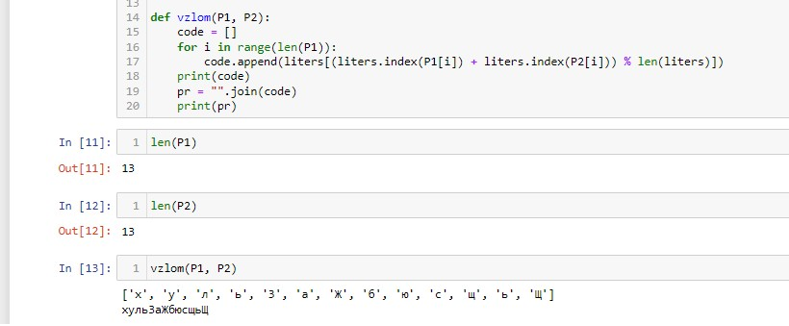 13
14 def vzlom(P1, P2):
15     code = []
16     for i in range(len(P1)):
17         code.append(liters[(liters.index(P1[i]) + liters.index(P2[i])) % len(liters)])
18     print(code)
19     pr = "".join(code)
20     print(pr)
In [11]: 1 len(P1)
Out[11]: 13
In [12]: 1 len(P2)
Out[12]: 13
In [13]: 1 vzlom(P1, P2)
['х', 'у', 'л', 'ь', 'З', 'а', 'Ж', 'б', 'ю', 'с', 'щ', 'ь', 'Щ']
хульЗаЖбюсщьЩ